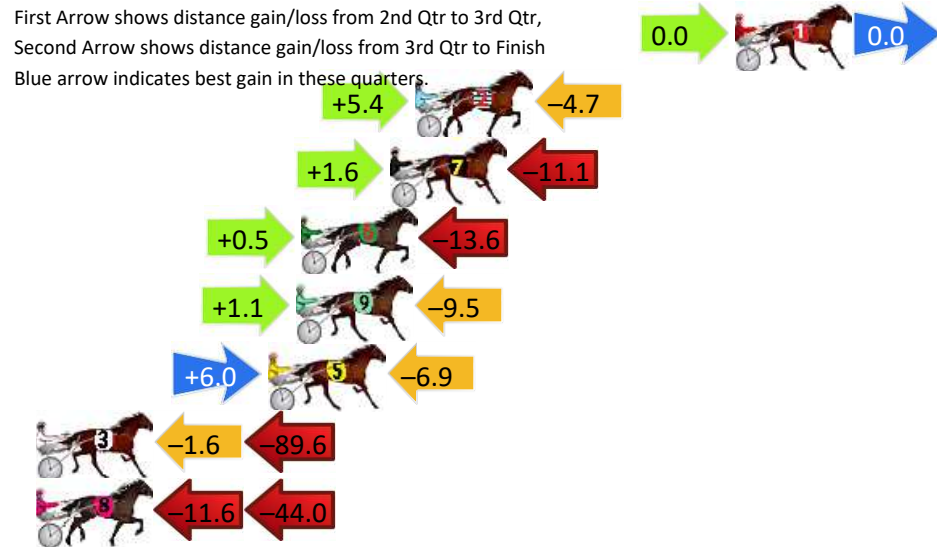 First Arrow shows distance gain/loss from 2nd Qtr to 3rd Qtr,
Second Arrow shows distance gain/loss from 3rd Qtr to Finish
Blue arrow indicates best gain in these quarters.
0.0 1 0.0
+5.4 –4.7
+1.6 7 –11.1
+0.5 –13.6
+1.1 9 –9.5
+6.0 5 –6.9
3 –1.6 –89.6
8 –11.6 –44.0